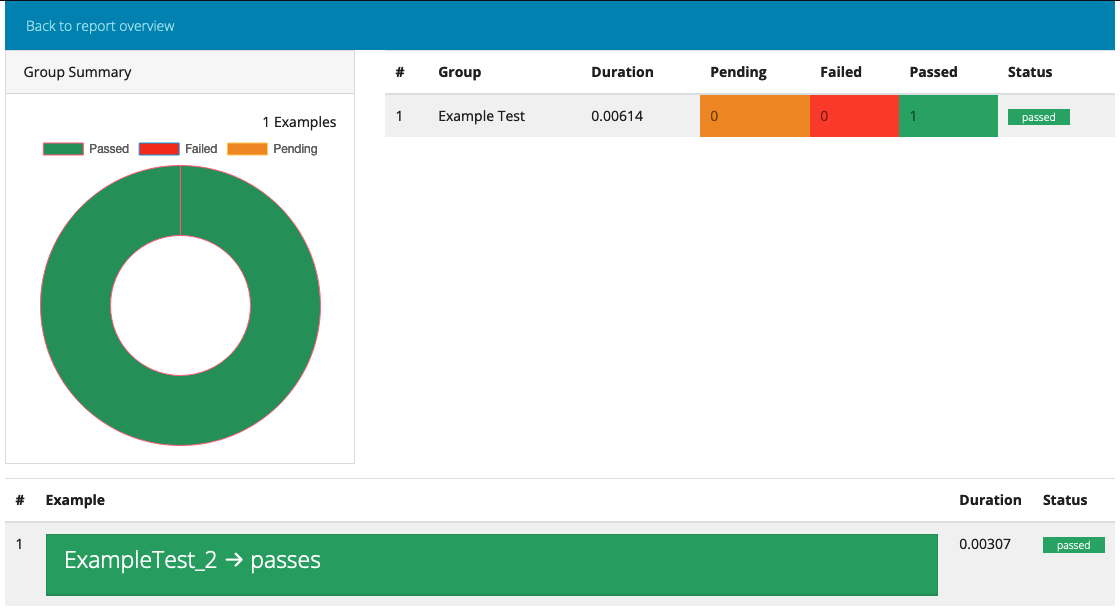 Back to report overview
Group Summary
1 Examples
Passed Failed Pending
# Group Duration Pending Failed Passed Status
1 Example Test 0.00614 0 0 1 passed
# Example Duration Status
1 ExampleTest_2 → passes 0.00307 passed